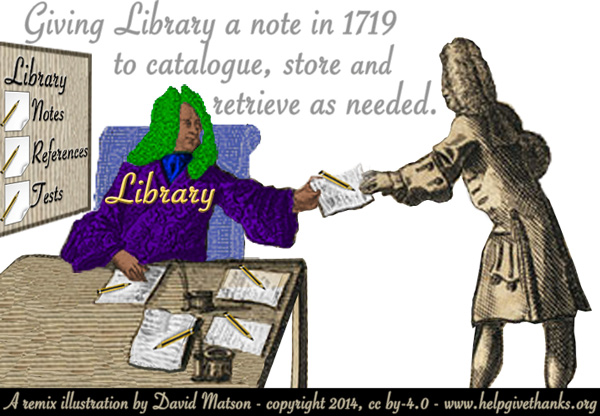 Giving Library a note in 1719
to catalogue, store and
retrieve as needed.
Library
Notes
References
Tests
Library
A remix illustration by David Matson - copyright 2014, cc by-4.0 - www.helpgivethanks.org